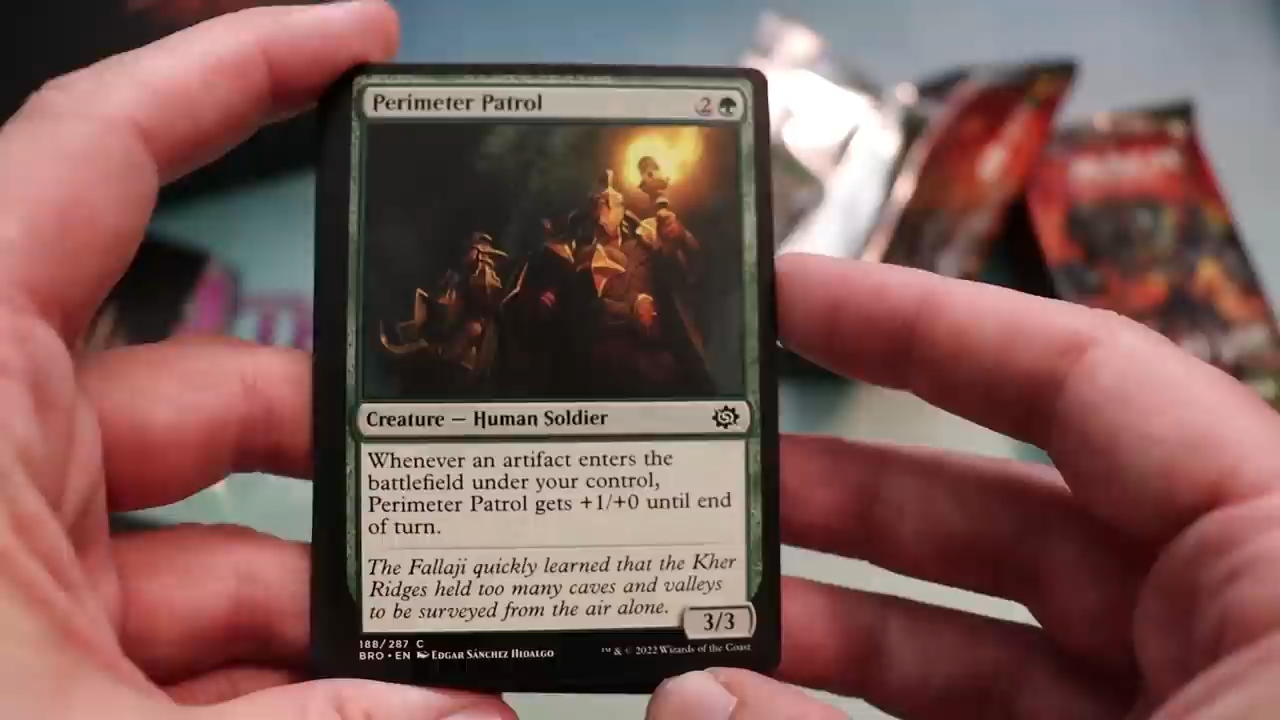 Perimeter Patrol 2
Creature — Human Soldier
Whenever an artifact enters the
battlefield under your control,
Perimeter Patrol gets +1/+0 until end
of turn.
The Fallaji quickly learned that the Kher
Ridges held too many caves and valleys
to be surveyed from the air alone.
3/3
188/287 C
BRO • EN Edgar Sánchez Hidalgo
™ & © 2022 Wizards of the Coast